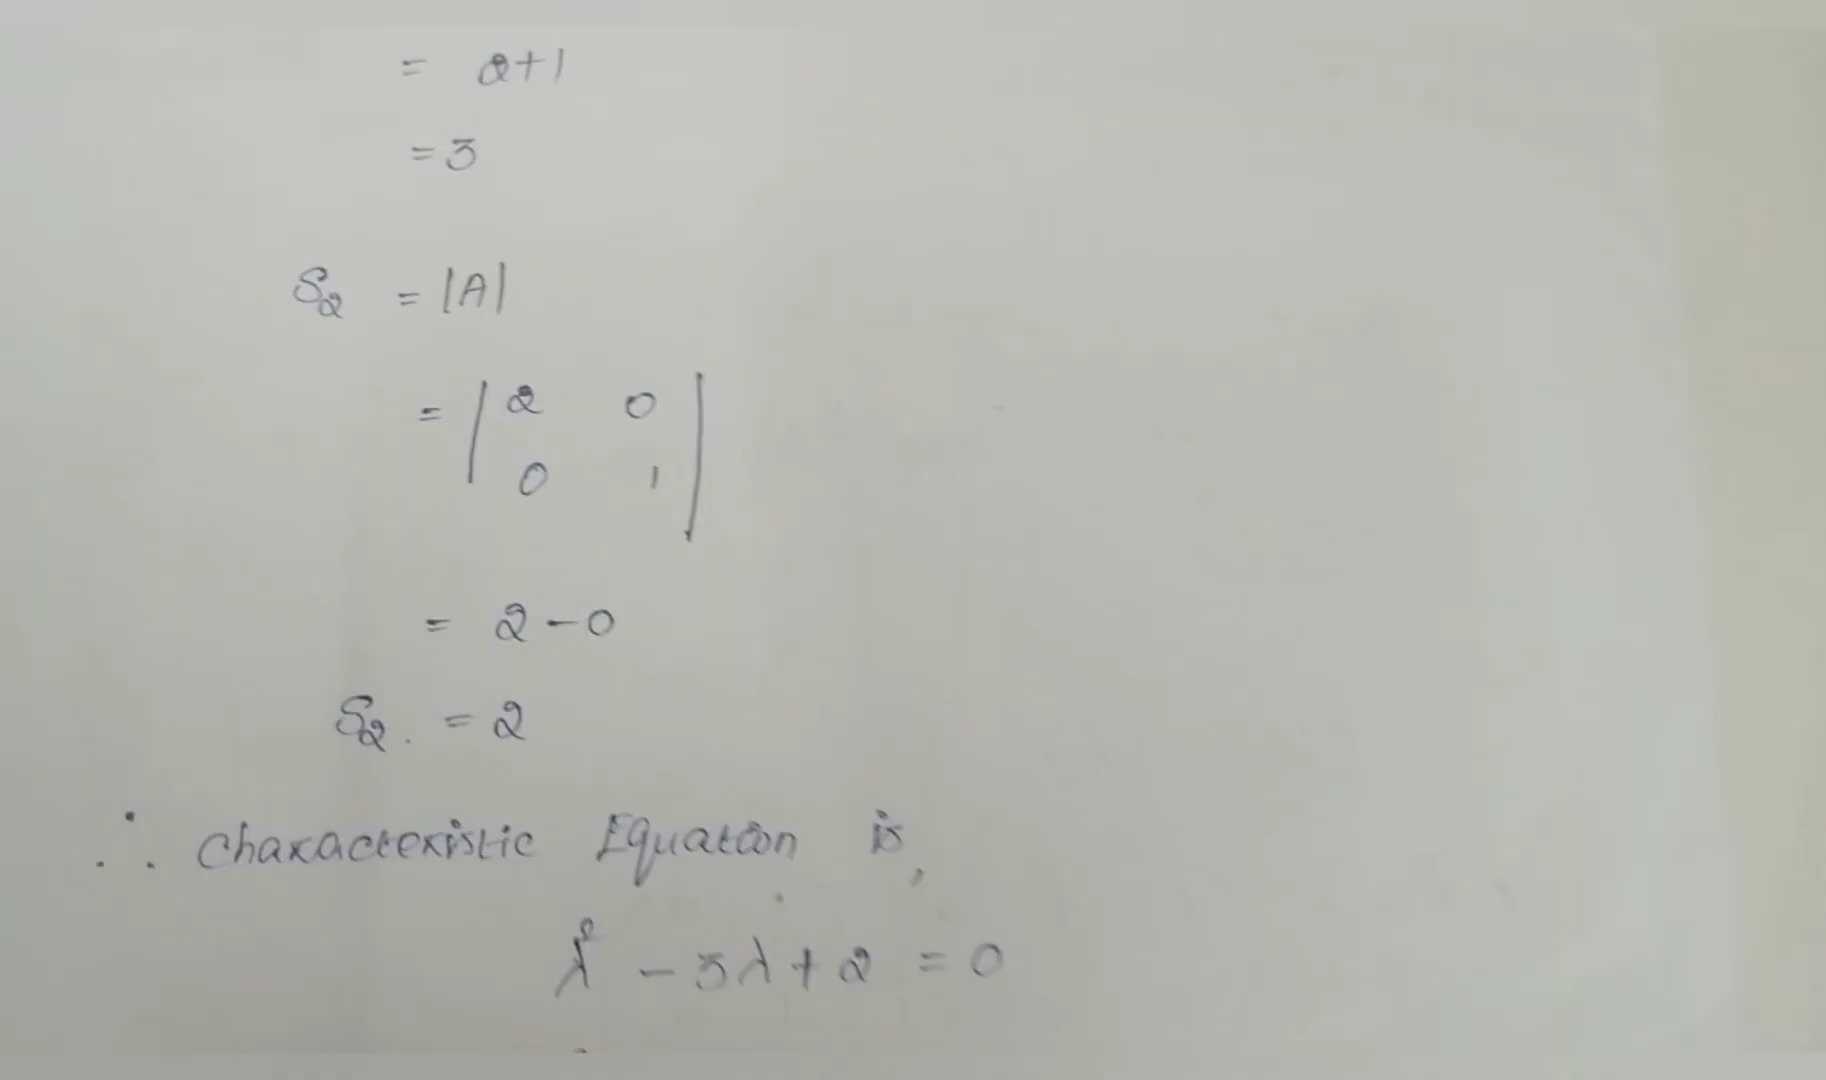 = 2+1
= 3
S₂ = |A|
= | 2 0 |
| 0 1 |
= 2 - 0
S₂. = 2
∴ characteristic Equation is,
λ² - 3λ + 2 = 0